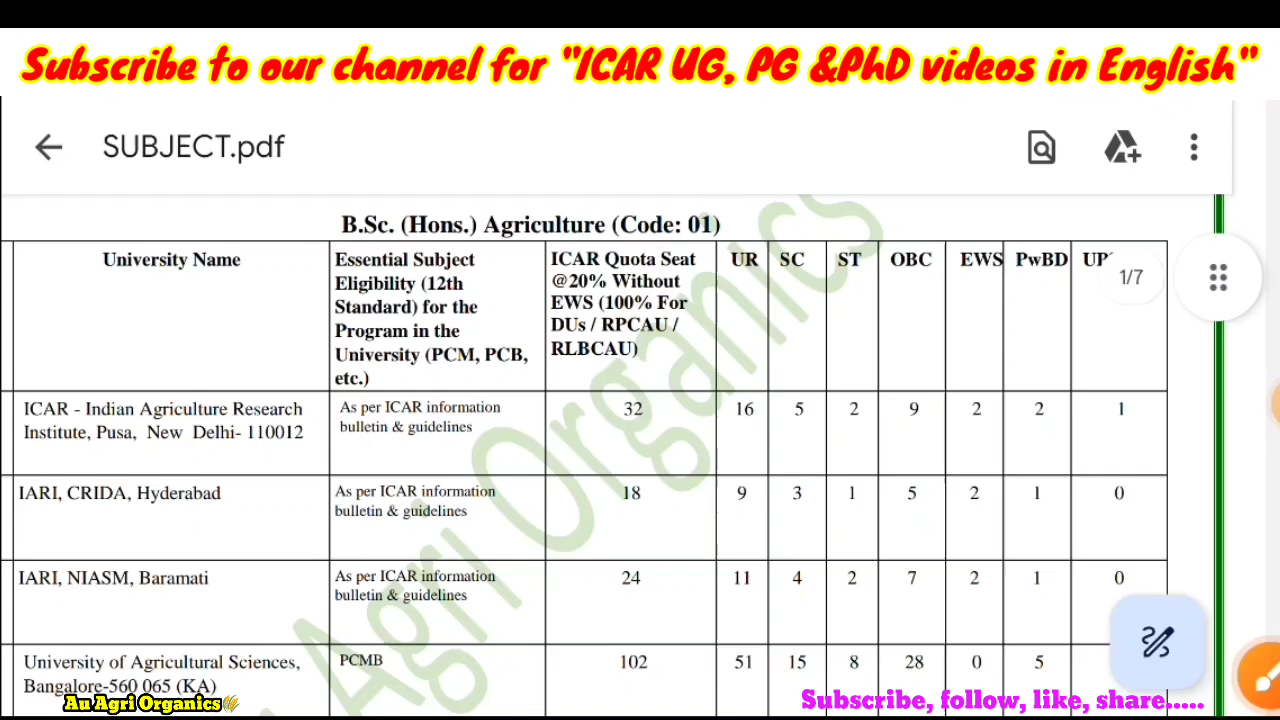 Subscribe to our channel for "ICAR UG, PG &PhD videos in English"
SUBJECT.pdf
B.Sc. (Hons.) Agriculture (Code: 01)
University Name
Essential Subject
Eligibility (12th
Standard) for the
Program in the
University (PCM, PCB,
etc.)
ICAR Quota Seat
@20% Without
EWS (100% For
DUs / RPCAU /
RLBCAU)
UR SC ST OBC EWS PwBD
1/7
ICAR - Indian Agriculture Research
Institute, Pusa, New Delhi- 110012
As per ICAR information
bulletin & guidelines
32 16 5 2 9 2 2 1
IARI, CRIDA, Hyderabad
As per ICAR information
bulletin & guidelines
18 9 3 1 5 2 1 0
IARI, NIASM, Baramati
As per ICAR information
bulletin & guidelines
24 11 4 2 7 2 1 0
University of Agricultural Sciences,
Bangalore-560 065 (KA)
PCMB
102 51 15 8 28 0 5
Au Agri Organics
Subscribe, follow, like, share.....
Agri Organics